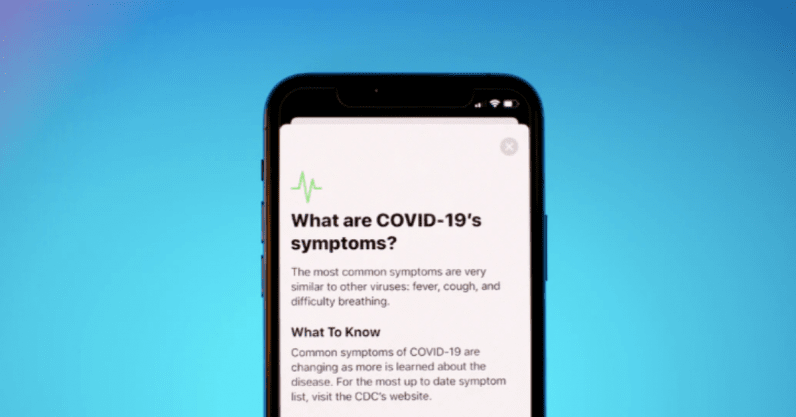 What are COVID-19's
symptoms?
The most common symptoms are very
similar to other viruses: fever, cough, and
difficulty breathing.
What To Know
Common symptoms of COVID-19 are
changing as more is learned about the
disease. For the most up to date symptom
list, visit the CDC's website.